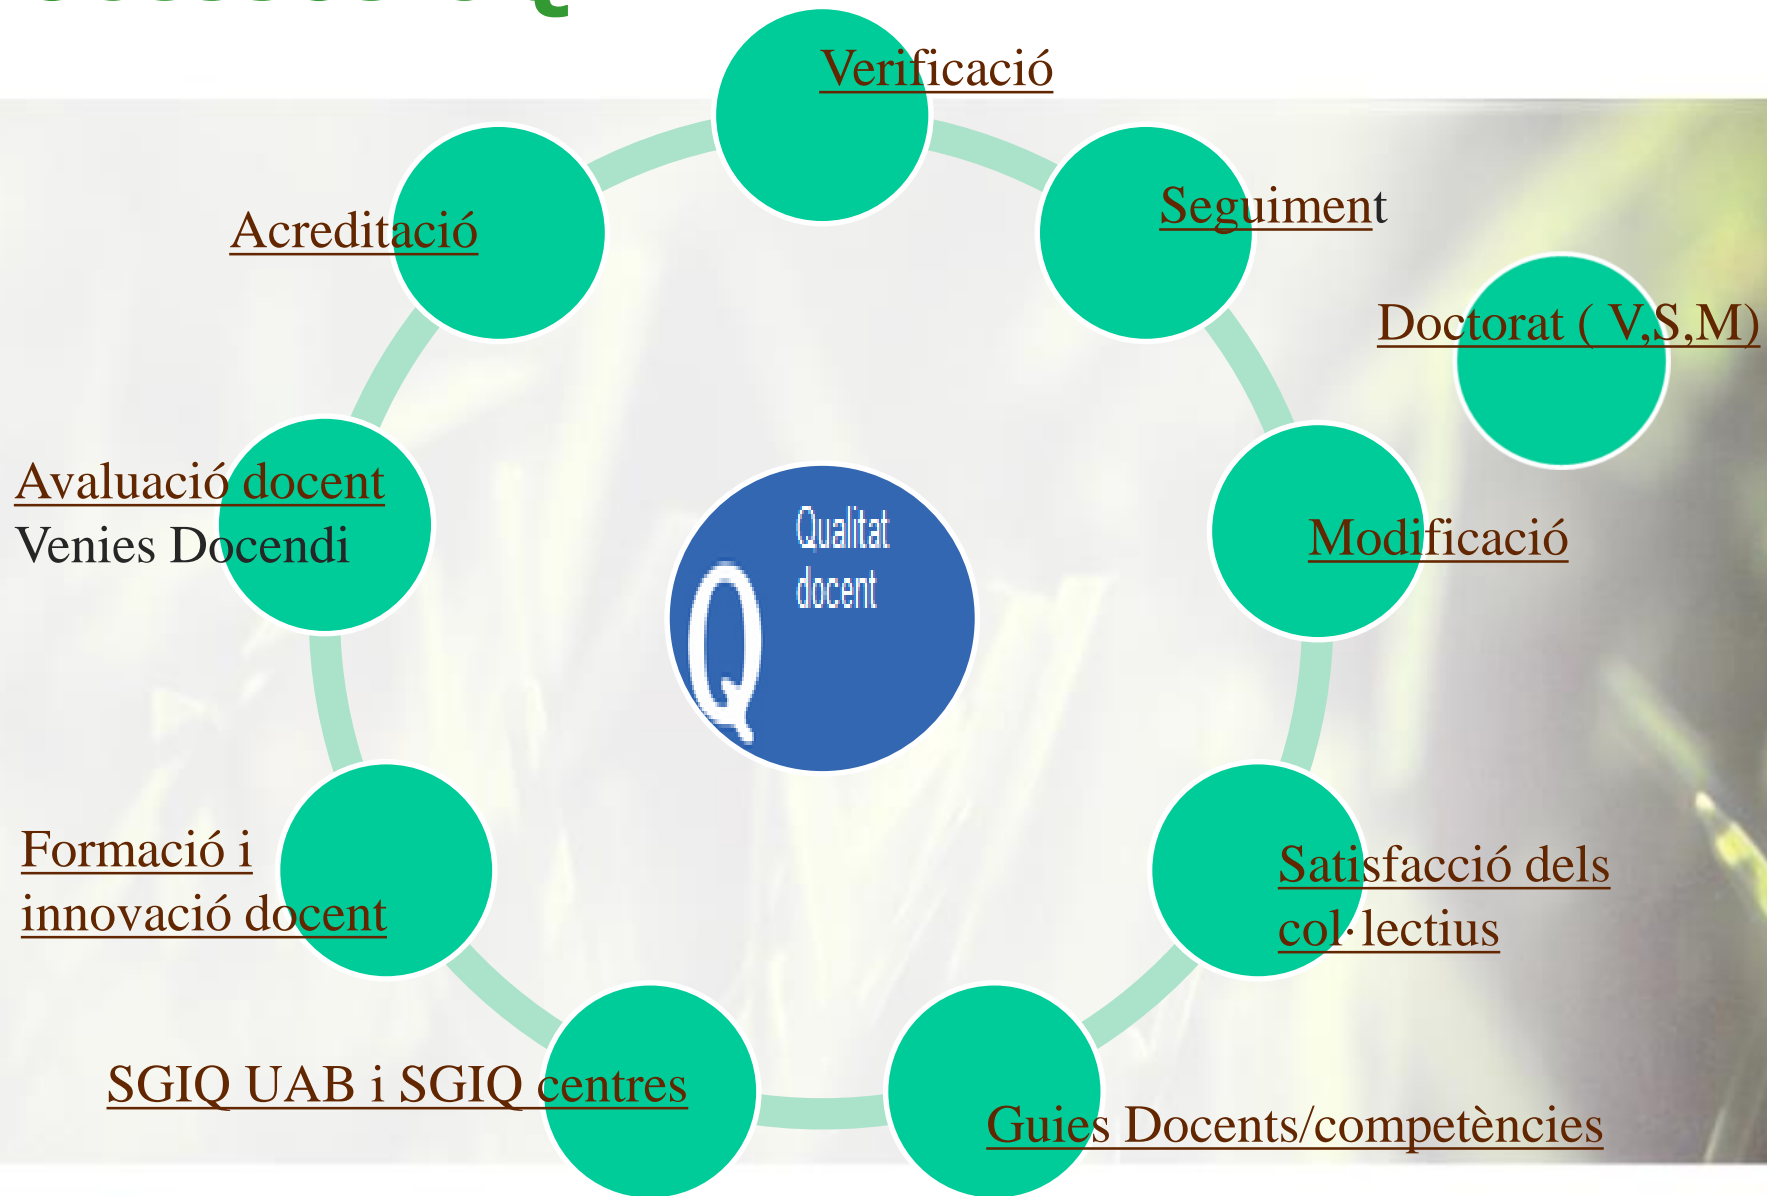 Verificació
Seguiment
Acreditació
Doctorat ( V,S,M)
Avaluació docent
Venies Docendi
Qualitat
docent
Q
Modificació
Formació i
innovació docent
Satisfacció dels
col·lectius
SGIQ UAB i SGIQ centres
Guies Docents/competències